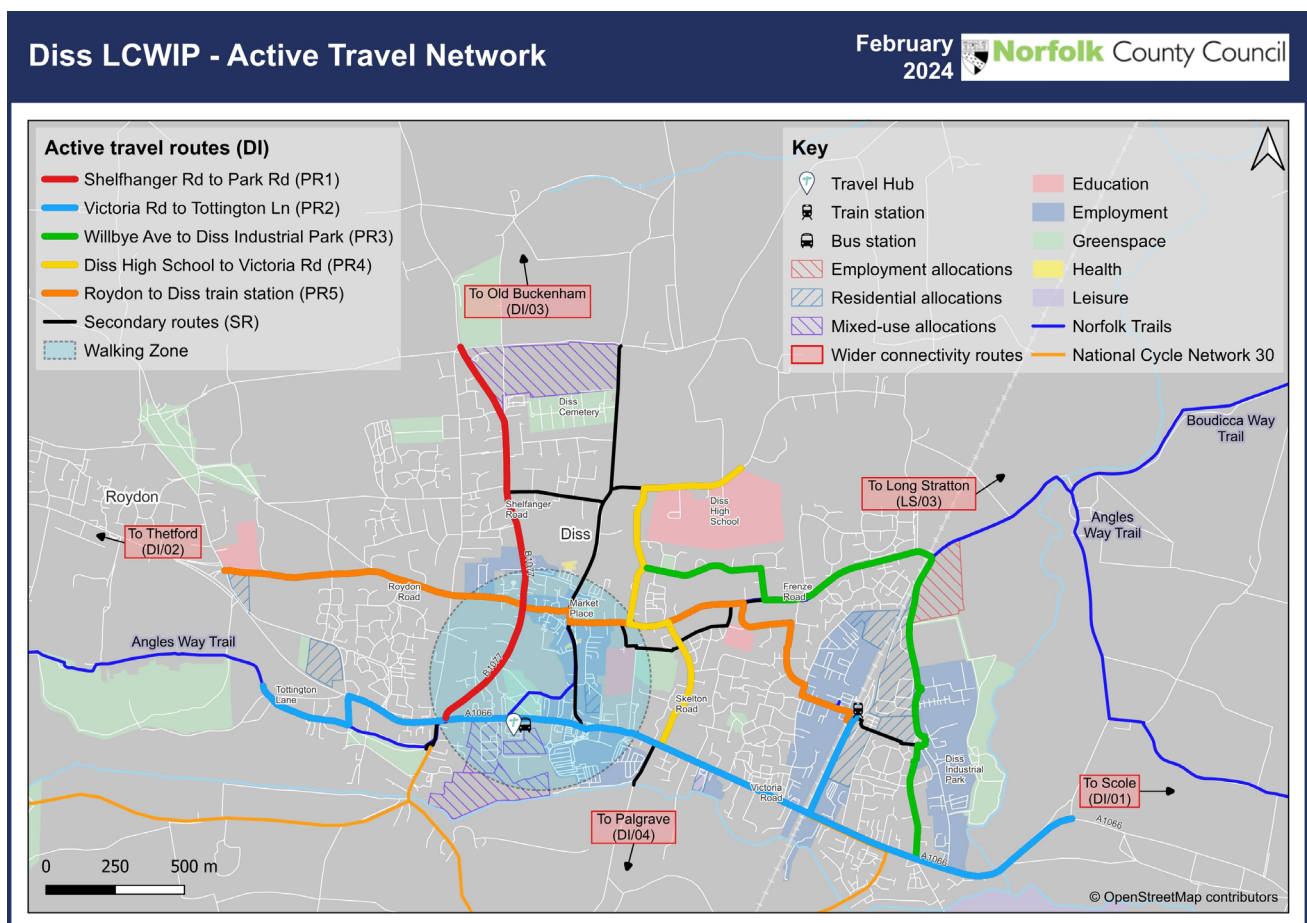 Diss LCWIP - Active Travel Network
February
2024
Norfolk County Council
Active travel routes (DI)
Shelfhanger Rd to Park Rd (PR1)
Victoria Rd to Tottington Ln (PR2)
Willbye Ave to Diss Industrial Park (PR3)
Diss High School to Victoria Rd (PR4)
Roydon to Diss train station (PR5)
Secondary routes (SR)
Walking Zone
Key
Travel Hub
Train station
Bus station
Employment allocations
Residential allocations
Mixed-use allocations
Wider connectivity routes
Education
Employment
Greenspace
Health
Leisure
Norfolk Trails
National Cycle Network 30
To Old Buckenham
(DI/03)
Diss
Cemetery
Boudicca Way
Trail
Roydon
To Thetford
(DI/02)
Shelfanger
Road
Diss
Diss
High
School
To Long Stratton
(LS/03)
Angles
Way Trail
B1077
Roydon
Road
Market
Place
Frenze
Road
Angles Way Trail
B1077
Tottington
Lane
A1066
Skelton
Road
Diss
Industrial
Park
Victoria
Road
To Scole
(DI/01)
To Palgrave
(DI/04)
A1066
A1066
0 250 500 m
© OpenStreetMap contributors